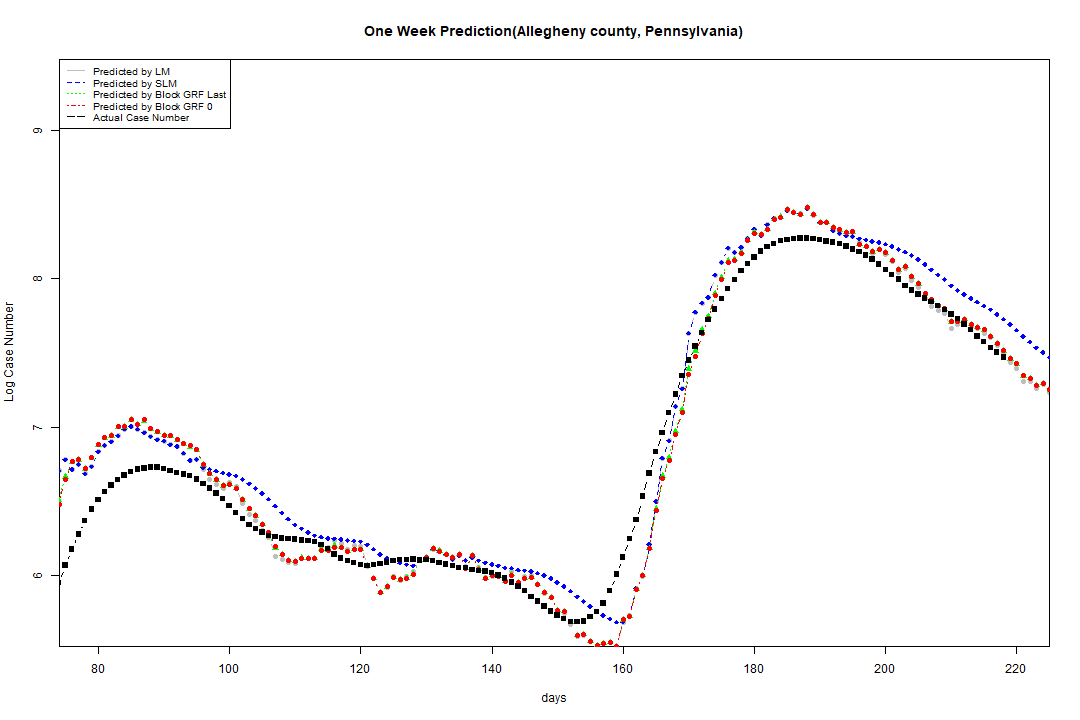 One Week Prediction(Allegheny county, Pennsylvania)
Predicted by LM
Predicted by SLM
Predicted by Block GRF Last
Predicted by Block GRF 0
Actual Case Number
9
8
7
6
Log Case Number
80 100 120 140 160 180 200 220
days